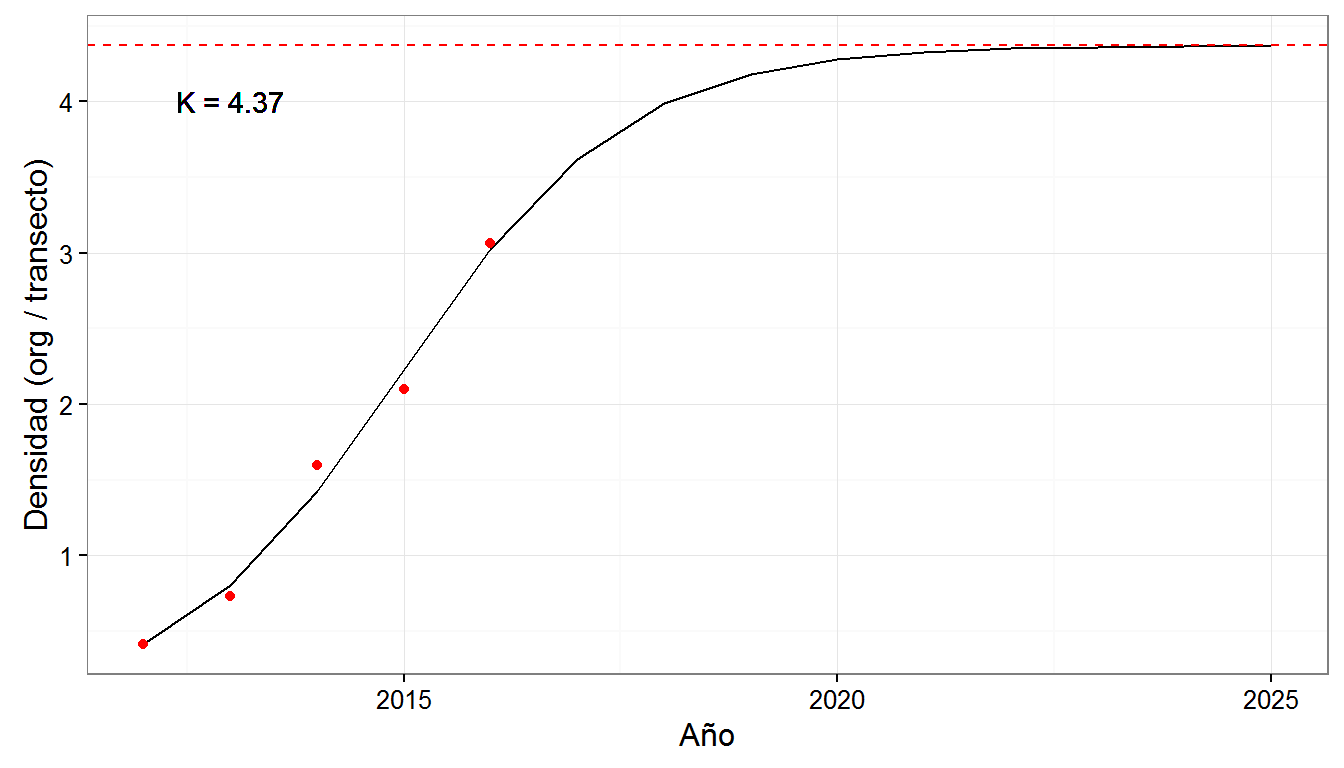 K = 4.37
Densidad (org / transecto)
4
3
2
1
2015
2020
2025
Año